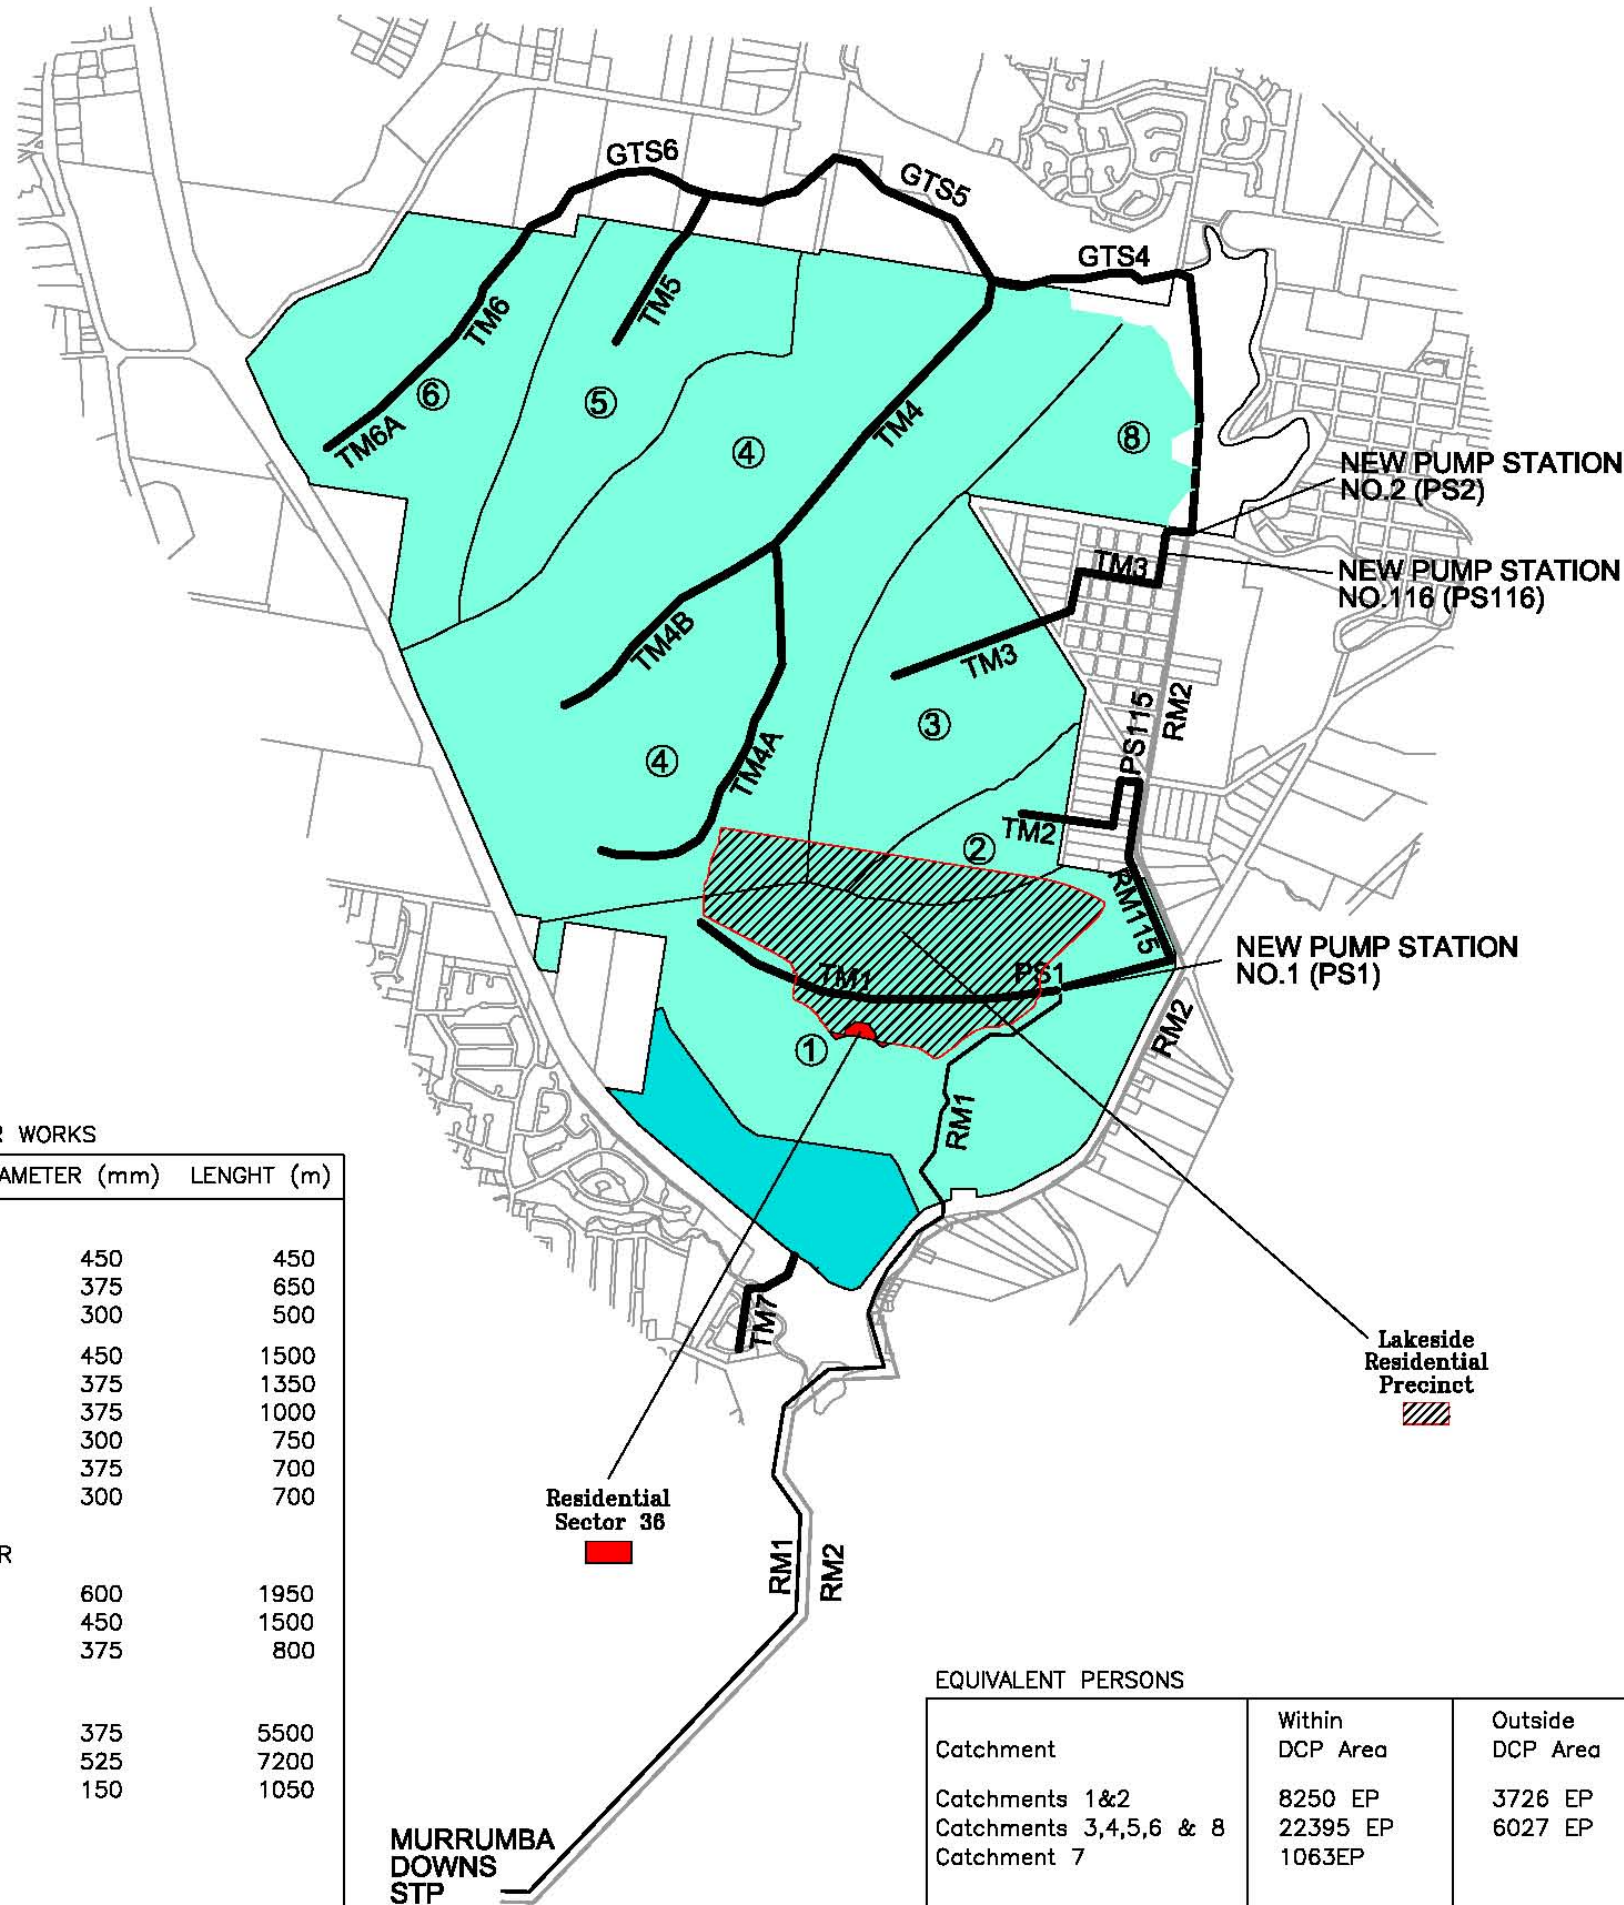 GTS6
GTS5
GTS4
TM6
TM5
TM6A
⑥
⑤
④
TM4
⑧
NEW PUMP STATION
NO.2 (PS2)
TM3
NEW PUMP STATION
NO.116 (PS116)
TM4B
TM3
PS115
RM2
③
④
TM4A
TM2
②
RM115
NEW PUMP STATION
NO.1 (PS1)
TM1
PS1
RM2
①
RM1
TM7
Lakeside
Residential
Precinct
Residential
Sector 36
RM1
RM2
MURRUMBA
DOWNS
STP
R WORKS
AMETER (mm) LENGHT (m)
450 450
375 650
300 500
450 1500
375 1350
375 1000
300 750
375 700
300 700
R
600 1950
450 1500
375 800
375 5500
525 7200
150 1050
EQUIVALENT PERSONS
Catchment Within DCP Area Outside DCP Area
Catchments 1&2 8250 EP 3726 EP
Catchments 3,4,5,6 & 8 22395 EP 6027 EP
Catchment 7 1063EP